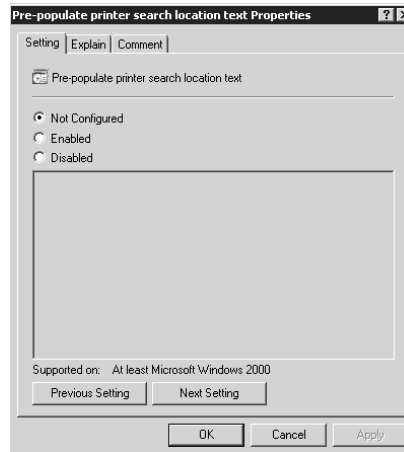 Pre-populate printer search location text Properties
Setting Explain Comment
Pre-populate printer search location text
Not Configured
Enabled
Disabled
Supported on: At least Microsoft Windows 2000
Previous Setting Next Setting
OK Cancel Apply